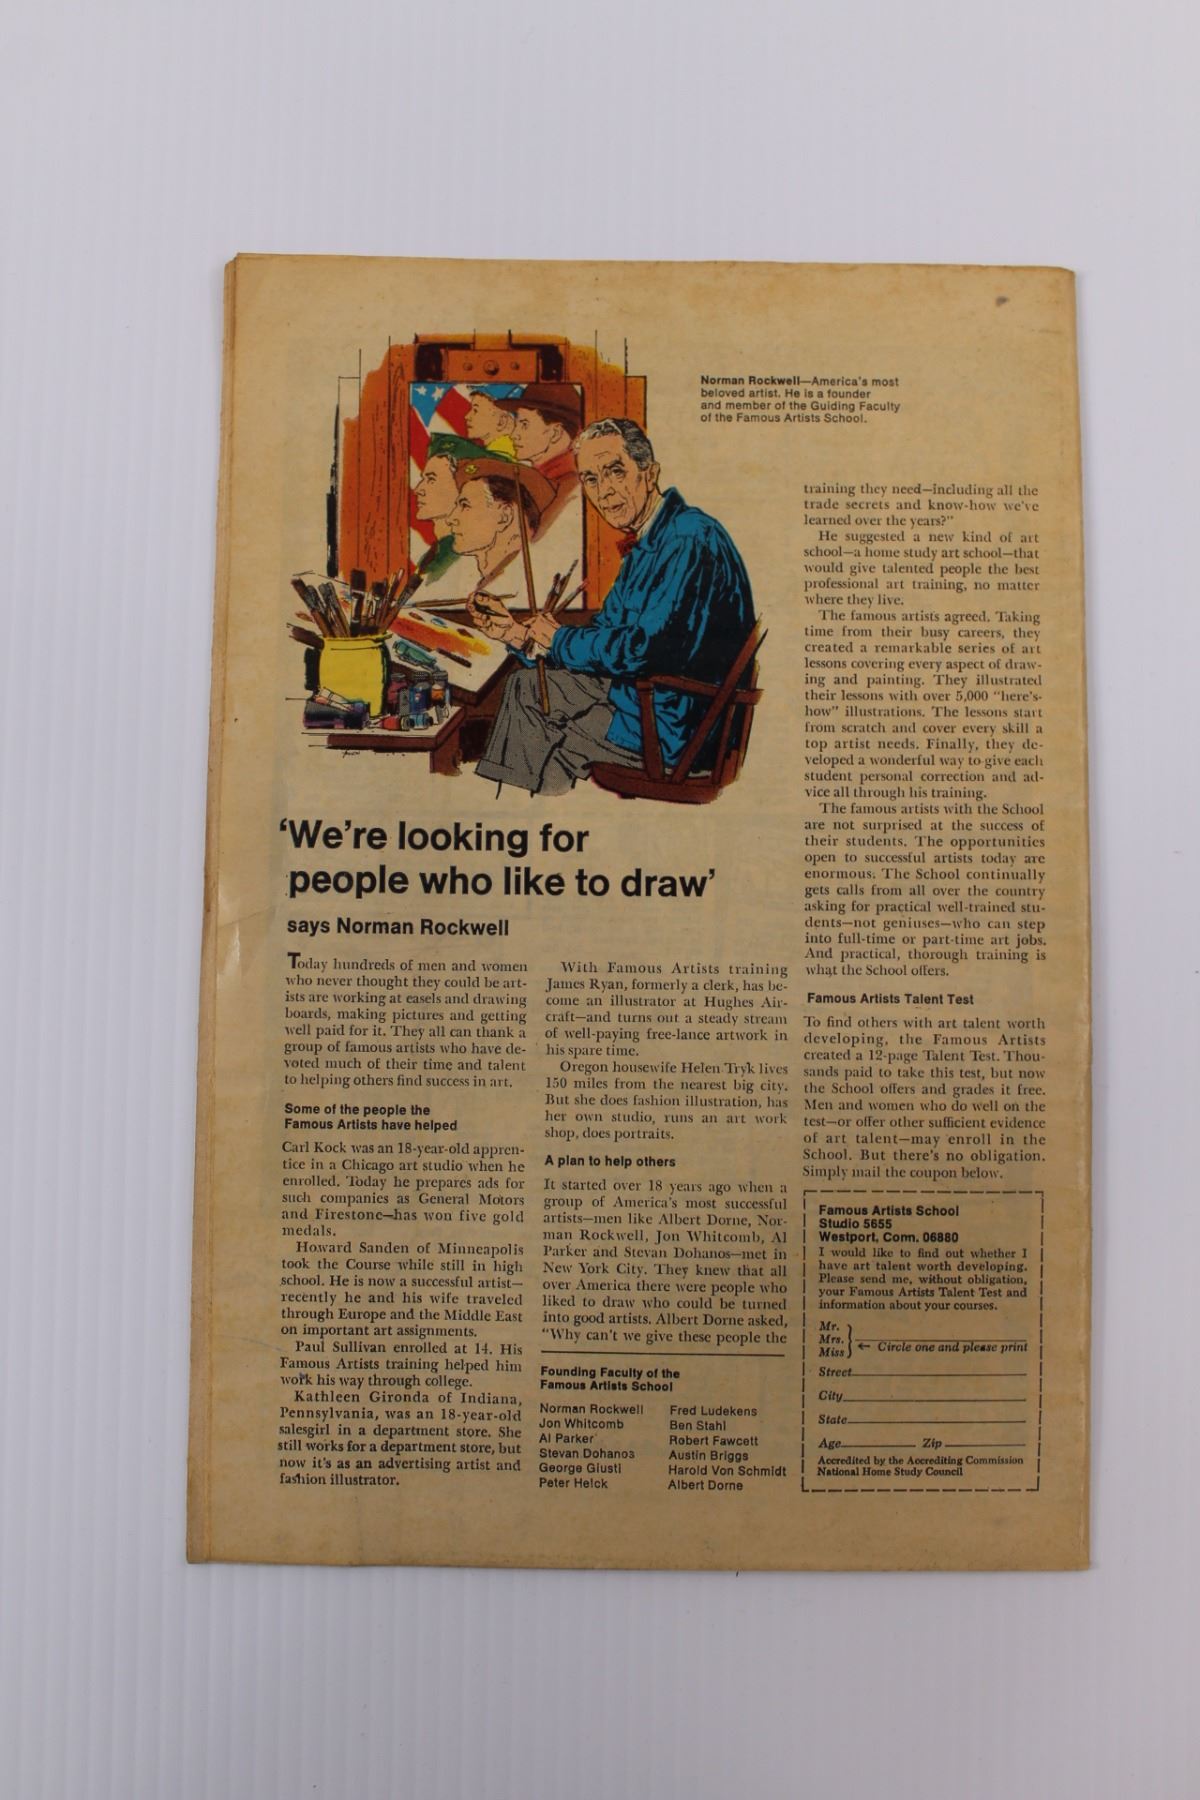 Norman Rockwell—America's most
beloved artist. He is a founder
and member of the Guiding Faculty
of the Famous Artists School.
'We're looking for
people who like to draw'
says Norman Rockwell
Today hundreds of men and women
who never thought they could be art-
ists are working at easels and drawing
boards, making pictures and getting
well paid for it. They all can thank a
group of famous artists who have de-
voted much of their time and talent
to helping others find success in art.
Some of the people the
Famous Artists have helped
Carl Kock was an 18-year-old appren-
tice in a Chicago art studio when he
enrolled. Today he prepares ads for
such companies as General Motors
and Firestone—has won five gold
medals.
Howard Sanden of Minneapolis
took the Course while still in high
school. He is now a successful artist—
recently he and his wife traveled
through Europe and the Middle East
on important art assignments.
Paul Sullivan enrolled at 14. His
Famous Artists training helped him
work his way through college.
Kathleen Gironda of Indiana,
Pennsylvania, was an 18-year-old
salesgirl in a department store. She
still works for a department store, but
now it's as an advertising artist and
fashion illustrator.
With Famous Artists training
James Ryan, formerly a clerk, has be-
come an illustrator at Hughes Air-
craft—and turns out a steady stream
of well-paying free-lance artwork in
his spare time.
Oregon housewife Helen Tryk lives
150 miles from the nearest big city.
But she does fashion illustration, has
her own studio, runs an art work
shop, does portraits.
A plan to help others
It started over 18 years ago when a
group of America's most successful
artists—men like Albert Dorne, Nor-
man Rockwell, Jon Whitcomb, Al
Parker and Stevan Dohanos—met in
New York City. They knew that all
over America there were people who
liked to draw who could be turned
into good artists. Albert Dorne asked,
"Why can't we give these people the
Founding Faculty of the
Famous Artists School
Norman Rockwell
Jon Whitcomb
Al Parker
Stevan Dohanos
George Giusti
Peter Helck
Fred Ludekens
Ben Stahl
Robert Fawcett
Austin Briggs
Harold Von Schmidt
Albert Dorne
training they need—including all the
trade secrets and know-how we've
learned over the years?"
He suggested a new kind of art
school—a home study art school—that
would give talented people the best
professional art training, no matter
where they live.
The famous artists agreed. Taking
time from their busy careers, they
created a remarkable series of art
lessons covering every aspect of draw-
ing and painting. They illustrated
their lessons with over 5,000 "here's-
how" illustrations. The lessons start
from scratch and cover every skill a
top artist needs. Finally, they de-
veloped a wonderful way to give each
student personal correction and ad-
vice all through his training.
The famous artists with the School
are not surprised at the success of
their students. The opportunities
open to successful artists today are
enormous. The School continually
gets calls from all over the country
asking for practical well-trained stu-
dents—not geniuses—who can step
into full-time or part-time art jobs.
And practical, thorough training is
what the School offers.
Famous Artists Talent Test
To find others with art talent worth
developing, the Famous Artists
created a 12-page Talent Test. Thou-
sands paid to take this test, but now
the School offers and grades it free.
Men and women who do well on the
test—or offer other sufficient evidence
of art talent—may enroll in the
School. But there's no obligation.
Simply mail the coupon below.
Famous Artists School
Studio 5655
Westport, Conn. 06880
I would like to find out whether I
have art talent worth developing.
Please send me, without obligation,
your Famous Artists Talent Test and
information about your courses.
Mr.
Mrs.
Miss ← Circle one and please print
Street
City
State
Age Zip
Accredited by the Accrediting Commission
National Home Study Council